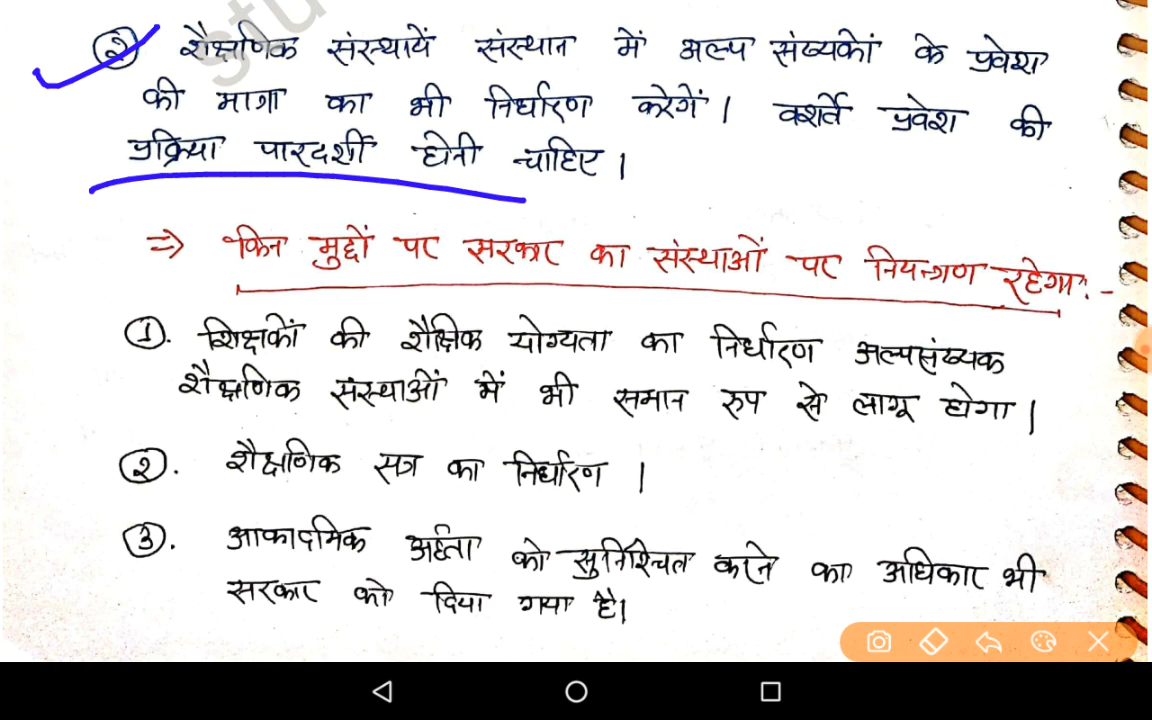 ② शैक्षणिक संस्थायें संस्थान में अल्प संख्यकों के प्रवेश
की मात्रा का भी निर्धारण करेगें। बशर्ते प्रवेश की
प्रक्रिया पारदर्शी होनी चाहिए।
⇒ किन मुद्दों पर सरकार का संस्थाओं पर नियन्त्रण रहेगा:-
①. शिक्षकों की शैक्षिक योग्यता का निर्धारण अल्पसंख्यक
शैक्षणिक संस्थाओं में भी समान रुप से लागू होगा।
②. शैक्षणिक सत्र का निर्धारण।
③. आकादमिक अर्हता को सुनिश्चित करने का अधिकार भी
सरकार को दिया गया है।